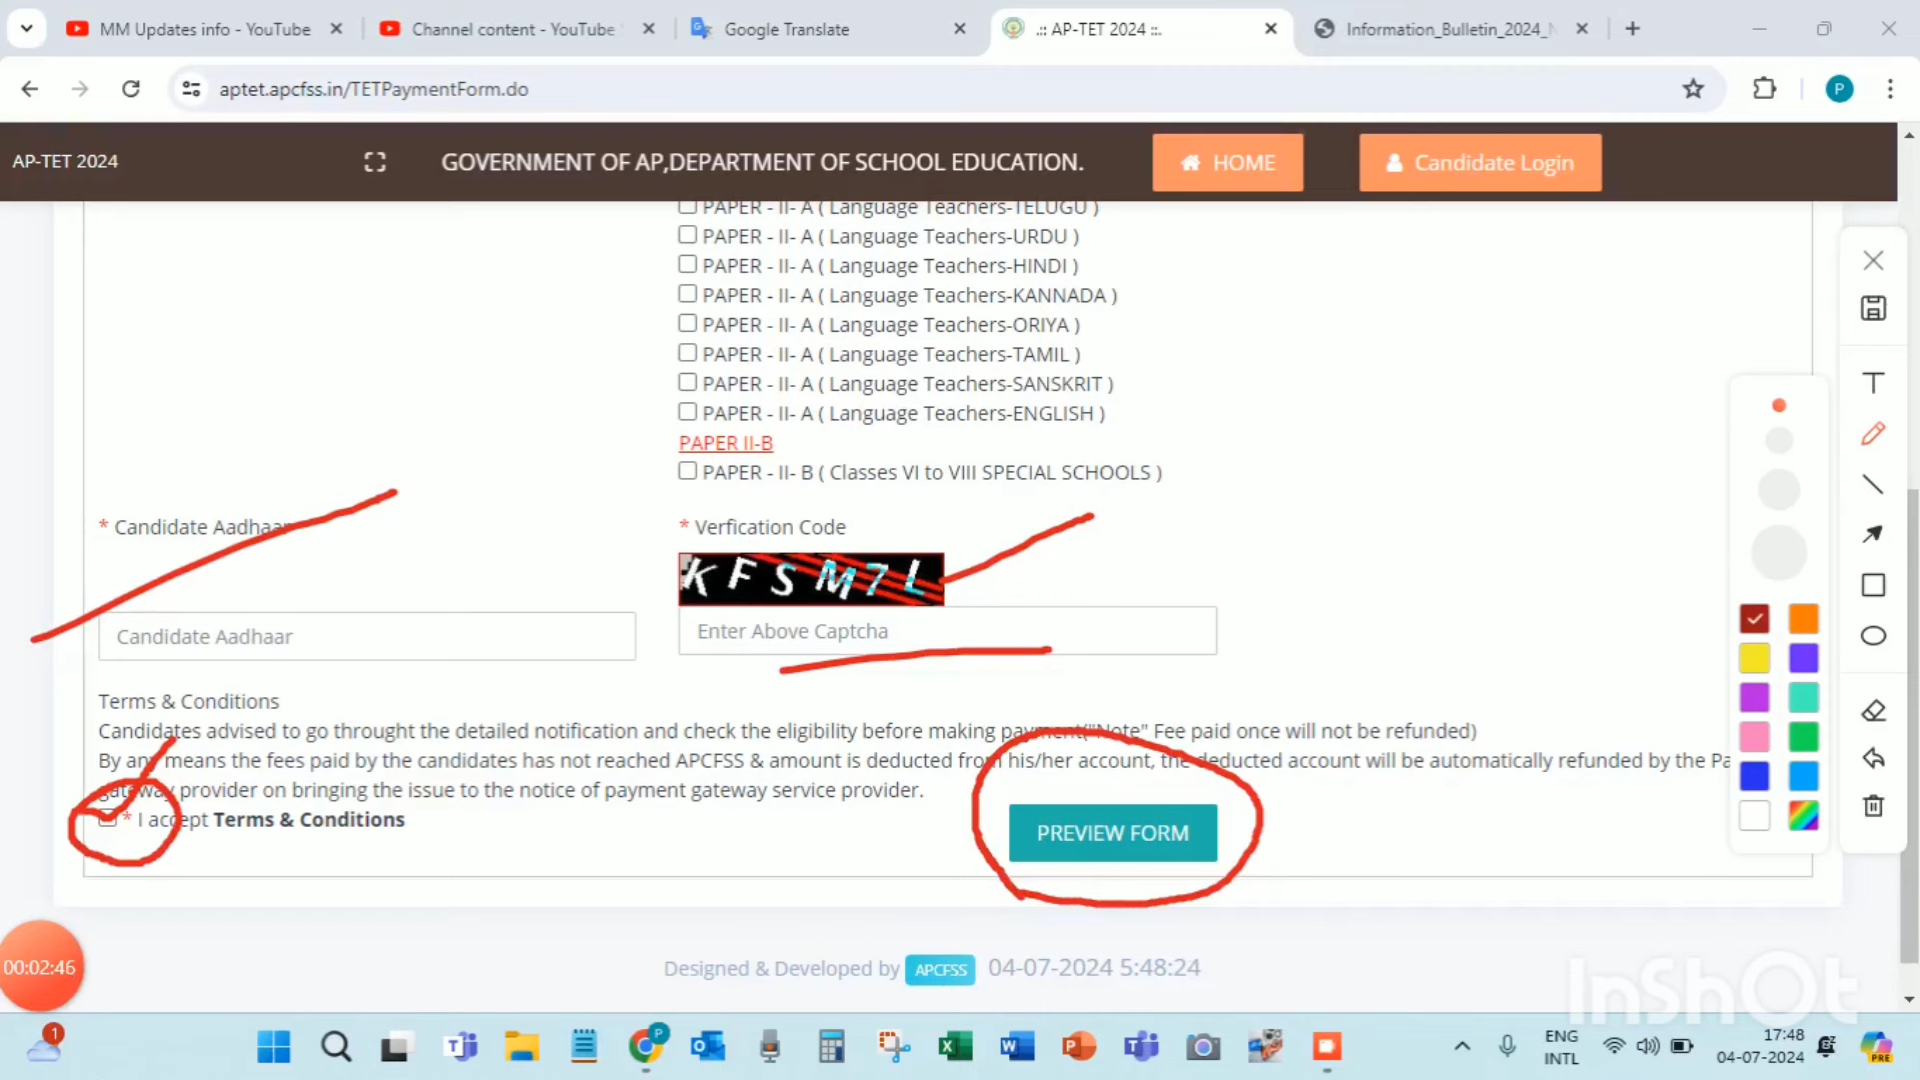 MM Updates info - YouTube
Channel content - YouTube
Google Translate
.:: AP-TET 2024 ::.
Information_Bulletin_2024_N
aptet.apcfss.in/TETPaymentForm.do
P
AP-TET 2024
GOVERNMENT OF AP,DEPARTMENT OF SCHOOL EDUCATION.
HOME
Candidate Login
PAPER - II- A ( Language Teachers-TELUGU )
PAPER - II- A ( Language Teachers-URDU )
PAPER - II- A ( Language Teachers-HINDI )
PAPER - II- A ( Language Teachers-KANNADA )
PAPER - II- A ( Language Teachers-ORIYA )
PAPER - II- A ( Language Teachers-TAMIL )
PAPER - II- A ( Language Teachers-SANSKRIT )
PAPER - II- A ( Language Teachers-ENGLISH )
PAPER II-B
PAPER - II- B ( Classes VI to VIII SPECIAL SCHOOLS )
* Candidate Aadhaar
* Verfication Code
KFSM7L
Candidate Aadhaar
Enter Above Captcha
Terms & Conditions
Candidates advised to go throught the detailed notification and check the eligibility before making payment("Note" Fee paid once will not be refunded)
By any means the fees paid by the candidates has not reached APCFSS & amount is deducted from his/her account, the deducted account will be automatically refunded by the Pa
gateway provider on bringing the issue to the notice of payment gateway service provider.
* I accept Terms & Conditions
PREVIEW FORM
Designed & Developed by APCFSS 04-07-2024 5:48:24
00:02:46
InShOt
1
P
ENG
INTL
17:48
04-07-2024
PRE